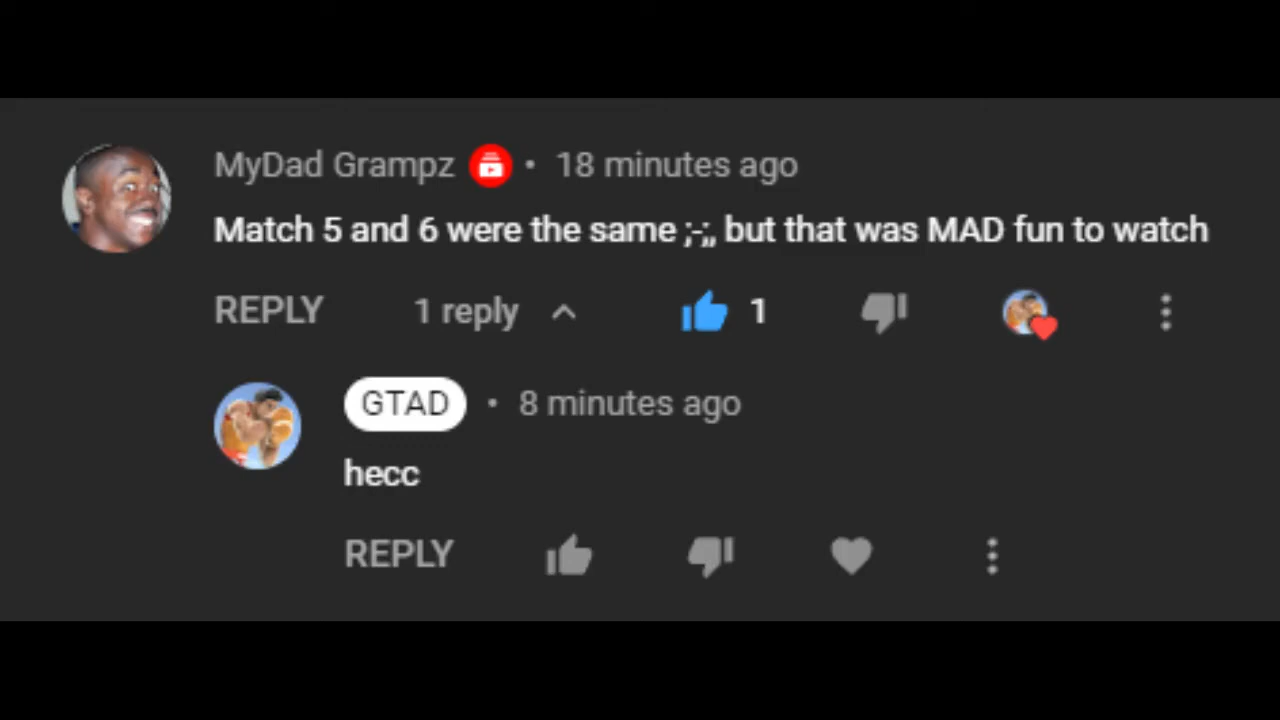 MyDad Grampz • 18 minutes ago
Match 5 and 6 were the same ;-;, but that was MAD fun to watch
REPLY 1 reply 1
GTAD • 8 minutes ago
hecc
REPLY